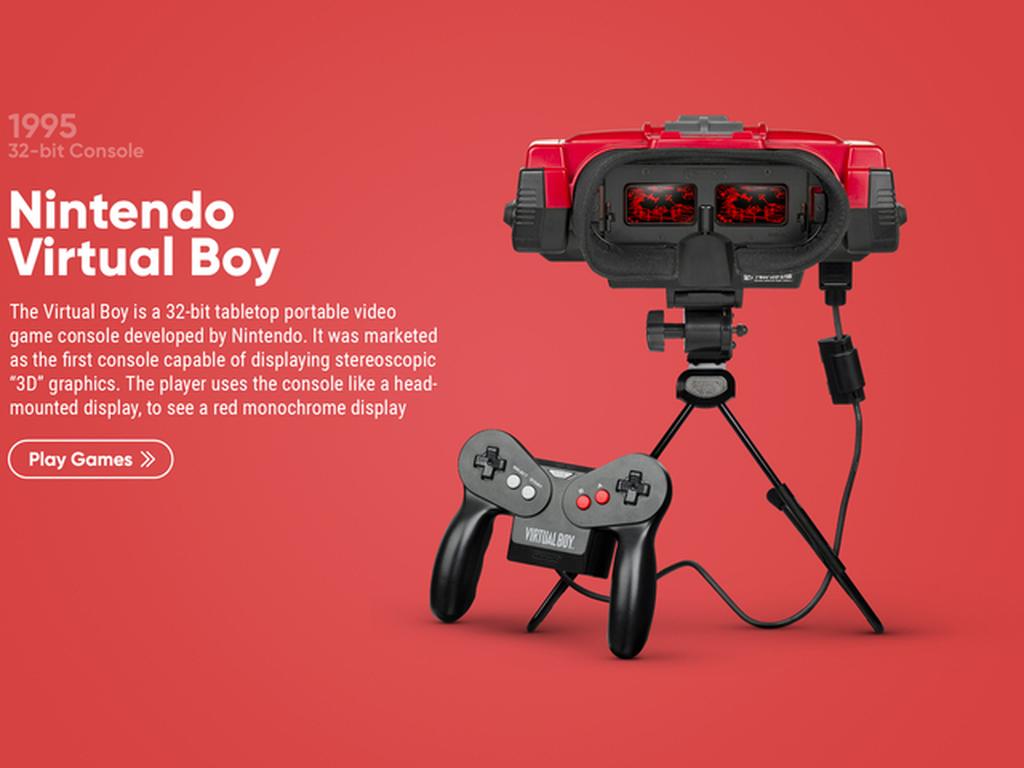 1995
32-bit Console
Nintendo
Virtual Boy
The Virtual Boy is a 32-bit tabletop portable video
game console developed by Nintendo. It was marketed
as the first console capable of displaying stereoscopic
“3D” graphics. The player uses the console like a head-
mounted display, to see a red monochrome display
Play Games
SELECT START
B A
VIRTUAL BOY